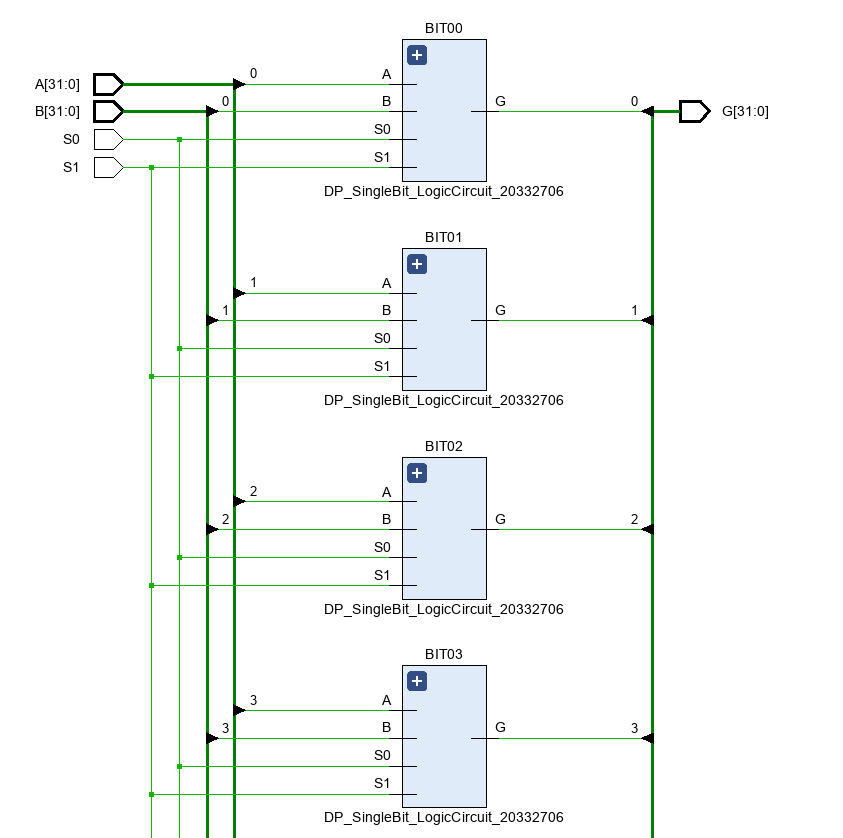 BIT00
A[31:0]
0
A
B[31:0]
0
B
G
0
G[31:0]
S0
S0
S1
S1
DP_SingleBit_LogicCircuit_20332706
BIT01
1
A
1
B
G
1
S0
S1
DP_SingleBit_LogicCircuit_20332706
BIT02
2
A
2
B
G
2
S0
S1
DP_SingleBit_LogicCircuit_20332706
BIT03
3
A
3
B
G
3
S0
S1
DP_SingleBit_LogicCircuit_20332706